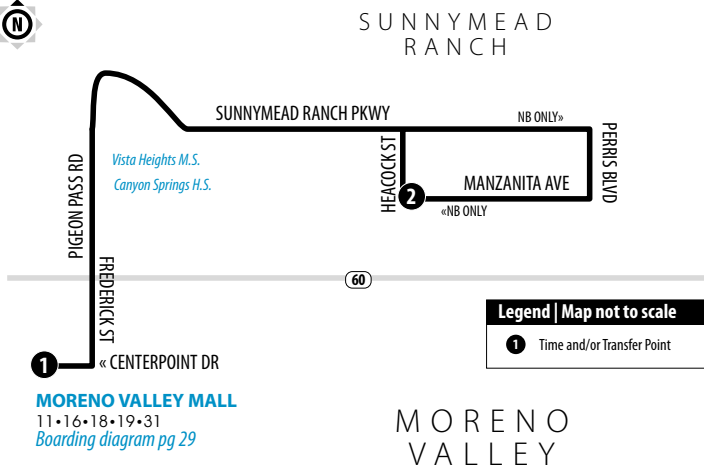 N
SUNNYMEAD
RANCH
SUNNYMEAD RANCH PKWY
NB ONLY»
PERRIS BLVD
HEACOCK ST
MANZANITA AVE
2
«NB ONLY
Vista Heights M.S.
Canyon Springs H.S.
PIGEON PASS RD
60
FREDERICK ST
Legend | Map not to scale
1 Time and/or Transfer Point
1
« CENTERPOINT DR
MORENO VALLEY MALL
11•16•18•19•31
Boarding diagram pg 29
MORENO
VALLEY